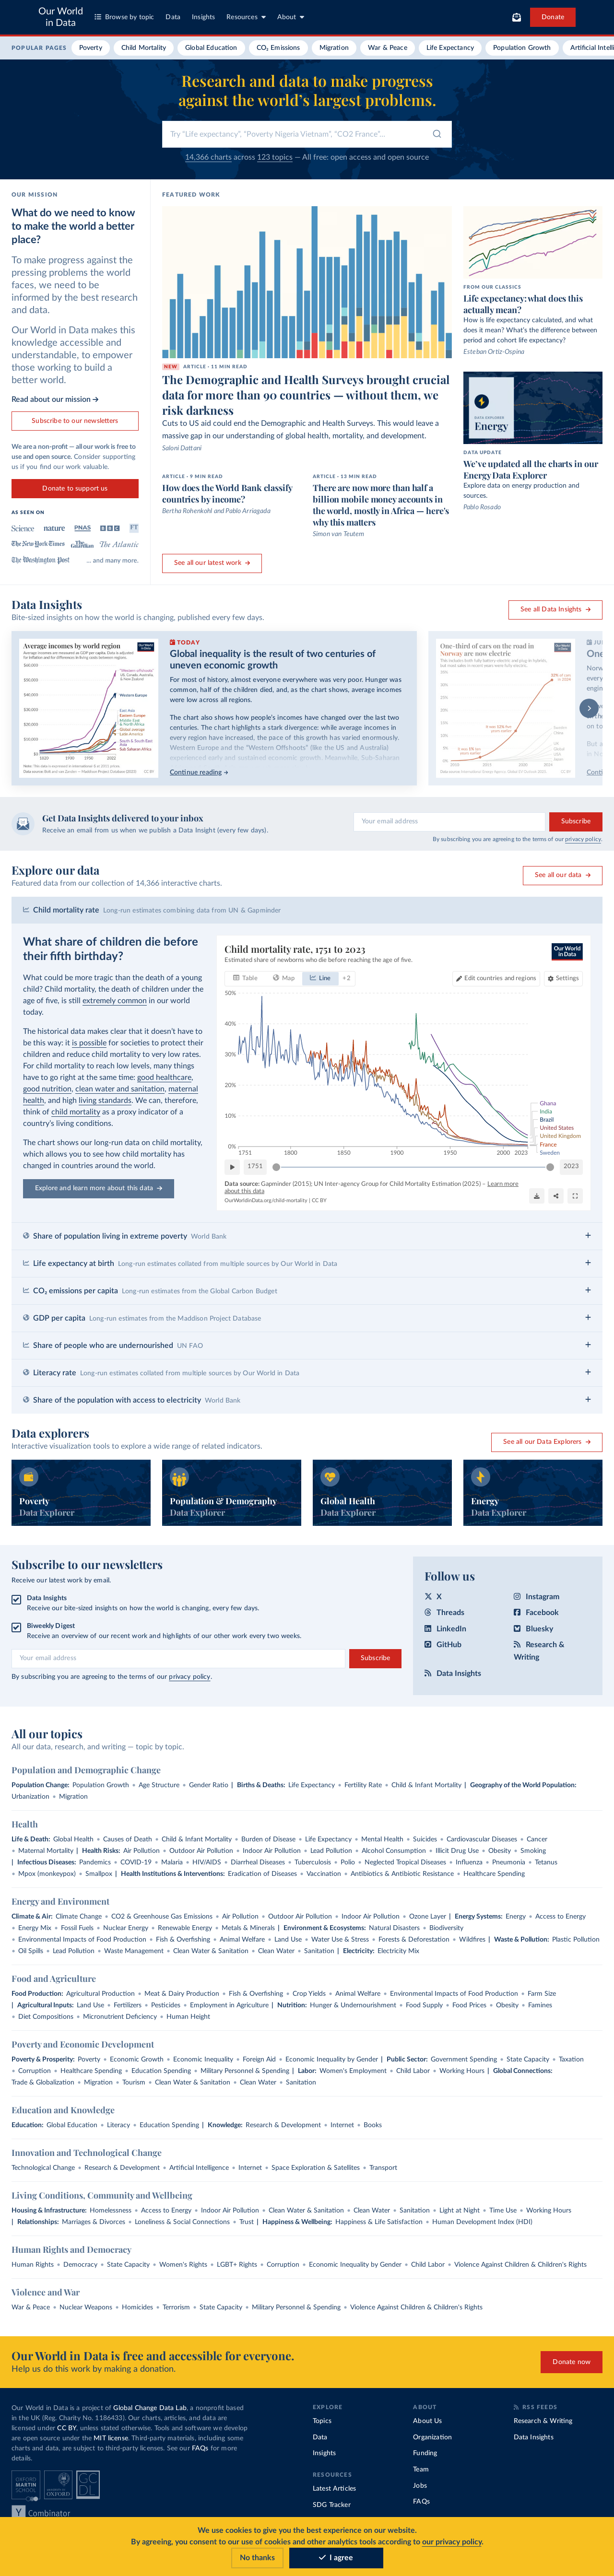 Our World
in Data
Browse by topic
Data
Insights
Resources
About
Donate
POPULAR PAGES
Poverty
Child Mortality
Global Education
CO₂ Emissions
Migration
War & Peace
Life Expectancy
Population Growth
Artificial Intelli
Research and data to make progress
against the world's largest problems.
Try "Life expectancy", "Poverty Nigeria Vietnam", "CO2 France"...
14,366 charts across 123 topics — All free: open access and open source
OUR MISSION
What do we need to know
to make the world a better
place?
To make progress against the
pressing problems the world
faces, we need to be
informed by the best research
and data.
Our World in Data makes this
knowledge accessible and
understandable, to empower
those working to build a
better world.
Read about our mission →
Subscribe to our newsletters
We are a non-profit — all our work is free to
use and open source. Consider supporting
us if you find our work valuable.
Donate to support us
AS SEEN ON
Science
nature
PNAS
BBC
FT
The New York Times
The Guardian
The Atlantic
The Washington Post
... and many more.
FEATURED WORK
NEW ARTICLE · 15 MIN READ
The Demographic and Health Surveys brought crucial
data for more than 90 countries — without them, we
risk darkness
Cuts to US aid could end the Demographic and Health Surveys. This would leave a
massive gap in our understanding of global health, mortality, and development.
Saloni Dattani
ARTICLE · 9 MIN READ
How does the World Bank classify
countries by income?
Bertha Rohenkohl and Pablo Arriagada
ARTICLE · 13 MIN READ
There are now more than half a
billion mobile money accounts in
the world, mostly in Africa — here's
why this matters
Simon van Teutem
See all our latest work →
FROM OUR CLASSICS
Life expectancy: what does this
actually mean?
How is life expectancy calculated, and what
does it mean? What's the difference between
period and cohort life expectancy?
Esteban Ortiz-Ospina
DATA EXPLORER
Energy
DATA UPDATE
We've updated all the charts in our
Energy Data Explorer
Explore data on energy production and
sources.
Pablo Rosado
Data Insights
Bite-sized insights on how the world is changing, published every few days.
See all Data Insights →
Average incomes by world region
$40,000
$35,000
$30,000
$25,000
$20,000
$15,000
$10,000
$5,000
$0
Western Europe
TODAY
Global inequality is the result of two centuries of
uneven economic growth
For most of history, almost everyone everywhere was very poor. Hunger was
common, half of the children died, and, as the chart shows, average incomes
were low across all regions.
The chart also shows how people's incomes have changed over the last two
centuries. The chart highlights a stark divergence: while average incomes in
every region have increased, the pace of this growth has varied enormously.
Western Europe and the "Western Offshoots" (like the US and Australia)
experienced early and sustained economic growth. Meanwhile, Sub-Saharan
Continue reading →
One-third of cars on the road in
Norway are now electric
JU
One
Norw
every
engin
on to
But a
Conti
Get Data Insights delivered to your inbox
Receive an email from us when we publish a Data Insight (every few days).
Your email address
Subscribe
By subscribing you are agreeing to the terms of our privacy policy.
Explore our data
Featured data from our collection of 14,366 interactive charts.
See all our data →
Child mortality rate Long-run estimates combining data from UN & Gapminder
What share of children die before
their fifth birthday?
What could be more tragic than the death of a young
child? Child mortality, the death of children under the
age of five, is still extremely common in our world
today.
The historical data makes clear that it doesn't have to
be this way: it is possible for societies to protect their
children and reduce child mortality to very low rates.
For child mortality to reach low levels, many things
have to go right at the same time: good healthcare,
good nutrition, clean water and sanitation, maternal
health, and high living standards. We can, therefore,
think of child mortality as a proxy indicator of a
country's living conditions.
The chart shows our long-run data on child mortality,
which allows you to see how child mortality has
changed in countries around the world.
Explore and learn more about this data →
Child mortality rate, 1751 to 2023
Estimated share of newborns who die before reaching the age of five.
Our World
in Data
Table
Map
Line
+2
Edit countries and regions
Settings
50%
40%
30%
20%
10%
0%
1751
1800
1850
1900
1950
2000
2023
Ghana
India
Brazil
United States
United Kingdom
France
Sweden
1751
2023
Data source: Gapminder (2015); UN Inter-agency Group for Child Mortality Estimation (2025) – Learn more
about this data
OurWorldinData.org/child-mortality | CC BY
Share of population living in extreme poverty World Bank
+
Life expectancy at birth Long-run estimates collated from multiple sources by Our World in Data
+
CO₂ emissions per capita Long-run estimates from the Global Carbon Budget
+
GDP per capita Long-run estimates from the Maddison Project Database
+
Share of people who are undernourished UN FAO
+
Literacy rate Long-run estimates collated from multiple sources by Our World in Data
+
Share of the population with access to electricity World Bank
+
Data explorers
Interactive visualization tools to explore a wide range of related indicators.
See all our Data Explorers →
Poverty
Data Explorer
Population & Demography
Data Explorer
Global Health
Data Explorer
Energy
Data Explorer
Subscribe to our newsletters
Receive our latest work by email.
Data Insights
Receive our bite-sized insights on how the world is changing, every few days.
Biweekly Digest
Receive an overview of our recent work and highlights of our other work every two weeks.
Your email address
Subscribe
By subscribing you are agreeing to the terms of our privacy policy.
Follow us
X
Instagram
Threads
Facebook
LinkedIn
Bluesky
GitHub
Research &
Writing
Data Insights
All our topics
All our data, research, and writing — topic by topic.
Population and Demographic Change
Population Change: Population Growth • Age Structure • Gender Ratio | Births & Deaths: Life Expectancy • Fertility Rate • Child & Infant Mortality | Geography of the World Population:
Urbanization • Migration
Health
Life & Death: Global Health • Causes of Death • Child & Infant Mortality • Burden of Disease • Life Expectancy • Mental Health • Suicides • Cardiovascular Diseases • Cancer
• Maternal Mortality | Health Risks: Air Pollution • Outdoor Air Pollution • Indoor Air Pollution • Lead Pollution • Alcohol Consumption • Illicit Drug Use • Obesity • Smoking
| Infectious Diseases: Pandemics • COVID-19 • Malaria • HIV/AIDS • Diarrheal Diseases • Tuberculosis • Polio • Neglected Tropical Diseases • Influenza • Pneumonia • Tetanus
• Mpox (monkeypox) • Smallpox | Health Institutions & Interventions: Eradication of Diseases • Vaccination • Antibiotics & Antibiotic Resistance • Healthcare Spending
Energy and Environment
Climate & Air: Climate Change • CO2 & Greenhouse Gas Emissions • Air Pollution • Outdoor Air Pollution • Indoor Air Pollution • Ozone Layer | Energy Systems: Energy • Access to Energy
• Energy Mix • Fossil Fuels • Nuclear Energy • Renewable Energy • Metals & Minerals | Environment & Ecosystems: Natural Disasters • Biodiversity
• Environmental Impacts of Food Production • Fish & Overfishing • Animal Welfare • Land Use • Water Use & Stress • Forests & Deforestation • Wildfires | Waste & Pollution: Plastic Pollution
• Oil Spills • Lead Pollution • Waste Management • Clean Water & Sanitation • Clean Water • Sanitation | Electricity: Electricity Mix
Food and Agriculture
Food Production: Agricultural Production • Meat & Dairy Production • Fish & Overfishing • Crop Yields • Animal Welfare • Environmental Impacts of Food Production • Farm Size
| Agricultural Inputs: Land Use • Fertilizers • Pesticides • Employment in Agriculture | Nutrition: Hunger & Undernourishment • Food Supply • Food Prices • Obesity • Famines
• Diet Compositions • Micronutrient Deficiency • Human Height
Poverty and Economic Development
Poverty & Prosperity: Poverty • Economic Growth • Economic Inequality • Foreign Aid • Economic Inequality by Gender | Public Sector: Government Spending • State Capacity • Taxation
• Corruption • Healthcare Spending • Education Spending • Military Personnel & Spending | Labor: Women's Employment • Child Labor • Working Hours | Global Connections:
Trade & Globalization • Migration • Tourism • Clean Water & Sanitation • Clean Water • Sanitation
Education and Knowledge
Education: Global Education • Literacy • Education Spending | Knowledge: Research & Development • Internet • Books
Innovation and Technological Change
Technological Change • Research & Development • Artificial Intelligence • Internet • Space Exploration & Satellites • Transport
Living Conditions, Community and Wellbeing
Housing & Infrastructure: Homelessness • Access to Energy • Indoor Air Pollution • Clean Water & Sanitation • Clean Water • Sanitation • Light at Night • Time Use • Working Hours
| Relationships: Marriages & Divorces • Loneliness & Social Connections • Trust | Happiness & Wellbeing: Happiness & Life Satisfaction • Human Development Index (HDI)
Human Rights and Democracy
Human Rights • Democracy • State Capacity • Women's Rights • LGBT+ Rights • Corruption • Economic Inequality by Gender • Child Labor • Violence Against Children & Children's Rights
Violence and War
War & Peace • Nuclear Weapons • Homicides • Terrorism • State Capacity • Military Personnel & Spending • Violence Against Children & Children's Rights
Our World in Data is free and accessible for everyone.
Help us do this work by making a donation.
Donate now
Our World in Data is a project of Global Change Data Lab, a nonprofit based
in the UK (Reg. Charity No. 1186433). Our charts, articles, and data are
licensed under CC BY, unless stated otherwise. Tools and software we develop
are open source under the MIT license. Third-party materials, including some
charts and data, are subject to third-party licenses. See our FAQs for more
details.
OXFORD
MARTIN
SCHOOL
UNIVERSITY OF
OXFORD
GC
DL
Y Combinator
EXPLORE
Topics
Data
Insights
RESOURCES
Latest Articles
SDG Tracker
ABOUT
About Us
Organization
Funding
Team
Jobs
FAQs
RSS FEEDS
Research & Writing
Data Insights
We use cookies to give you the best experience on our website.
By agreeing, you consent to our use of cookies and other analytics tools according to our privacy policy.
No thanks
I agree